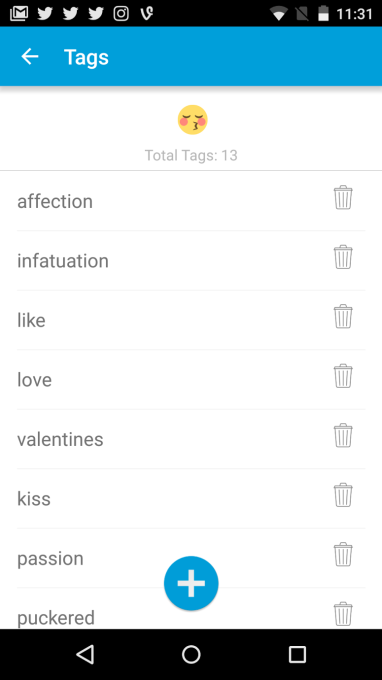 11:31
Tags
Total Tags: 13
affection
infatuation
like
love
valentines
kiss
passion
puckered